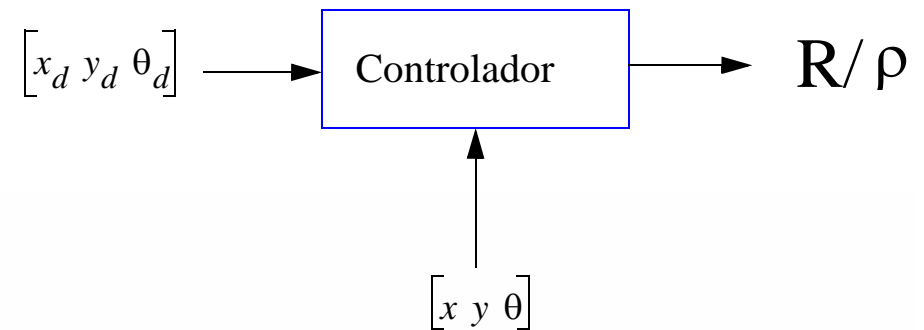 [x_d y_d θ_d]
Controlador
R/ρ
[x y θ]